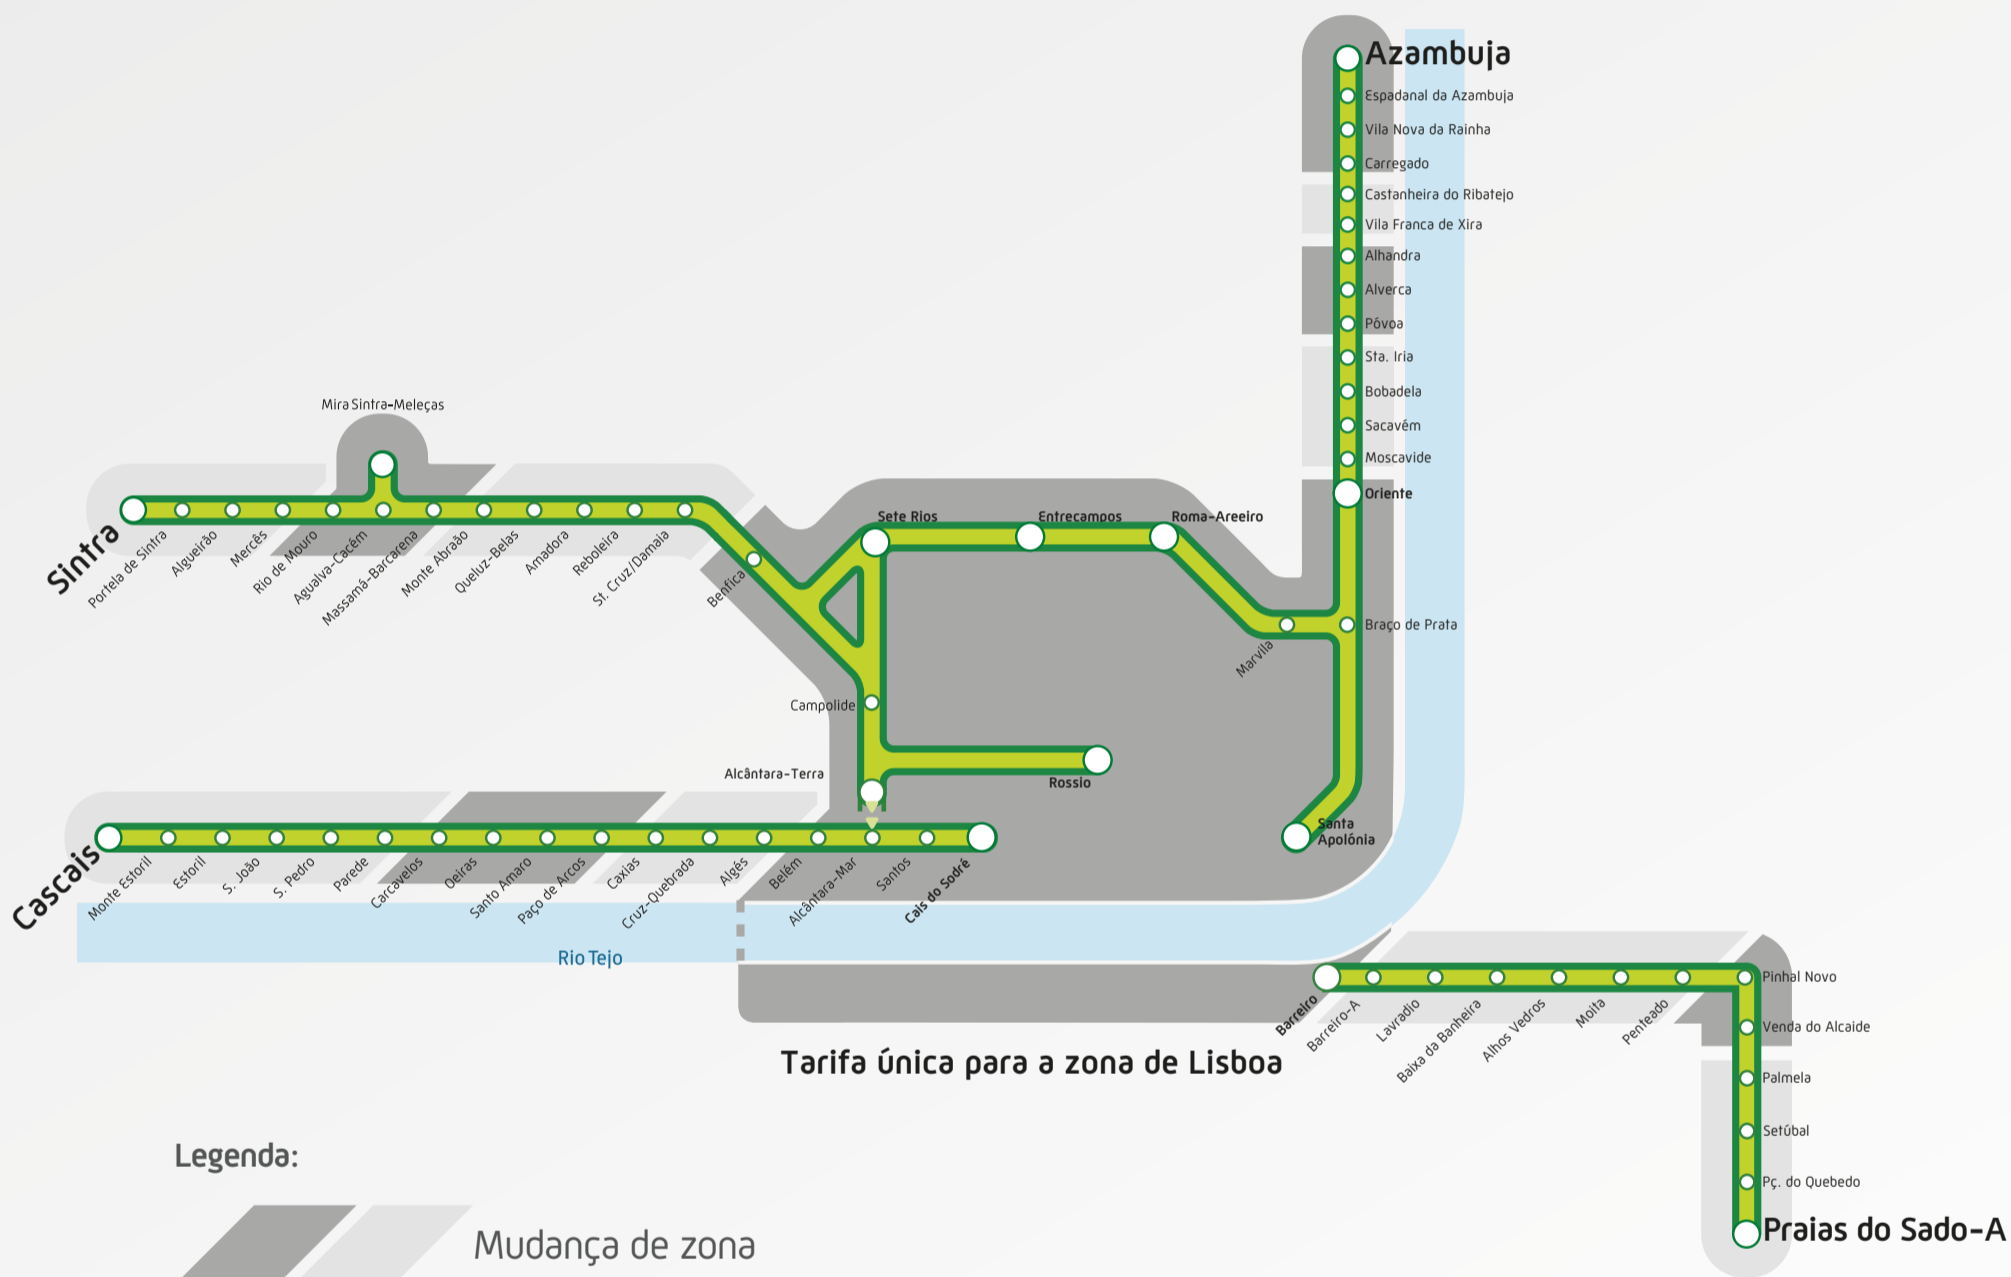 Azambuja
Espadanal da Azambuja
Vila Nova da Rainha
Carregado
Castanheira do Ribatejo
Vila Franca de Xira
Alhandra
Alverca
Póvoa
Sta. Iria
Bobadela
Sacavém
Moscavide
Oriente
Braço de Prata
Marvila
Santa
Apolónia
Mira Sintra-Meleças
Sintra
Portela de Sintra
Algueirão
Mercês
Rio de Mouro
Agualva-Cacém
Massamá-Barcarena
Monte Abraão
Queluz-Belas
Amadora
Reboleira
St. Cruz/Damaia
Benfica
Sete Rios
Entrecampos
Roma-Areeiro
Campolide
Alcântara-Terra
Rossio
Cascais
Monte Estoril
Estoril
S. João
S. Pedro
Parede
Carcavelos
Oeiras
Santo Amaro
Paço de Arcos
Caxias
Cruz-Quebrada
Algés
Belém
Alcântara-Mar
Santos
Cais do Sodré
Rio Tejo
Barreiro
Barreiro-A
Lavradio
Baixa da Banheira
Alhos Vedros
Moita
Penteado
Pinhal Novo
Venda do Alcaide
Palmela
Setúbal
Pç. do Quebedo
Praias do Sado-A
Tarifa única para a zona de Lisboa
Legenda:
Mudança de zona